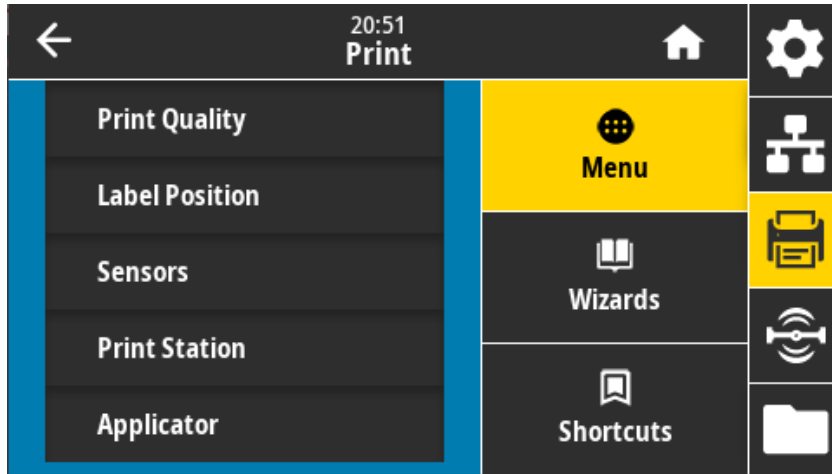 20:51
Print
Print Quality
Label Position
Sensors
Print Station
Applicator
Menu
Wizards
Shortcuts